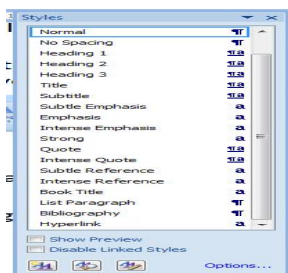 Styles
Normal ¶
No Spacing ¶
Heading 1 ¶a
Heading 2 ¶a
Heading 3 ¶a
Title ¶a
Subtitle ¶a
Subtle Emphasis a
Emphasis a
Intense Emphasis a
Strong a
Quote ¶a
Intense Quote ¶a
Subtle Reference a
Intense Reference a
Book Title a
List Paragraph ¶
Bibliography ¶
Hyperlink a
Show Preview
Disable Linked Styles
Options...